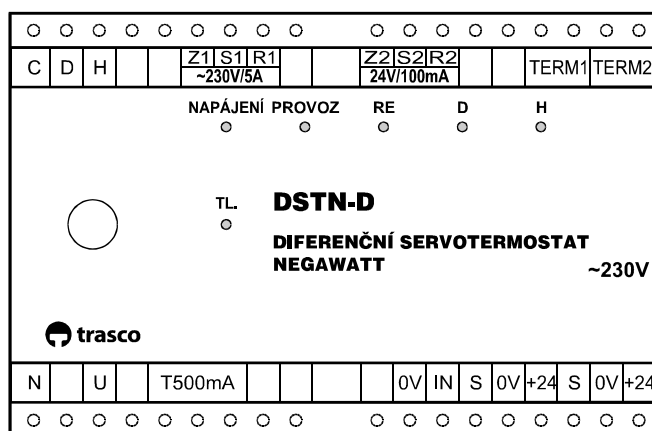 C D H Z1 S1 R1 Z2 S2 R2 TERM1 TERM2
~230V/5A 24V/100mA
NAPÁJENÍ PROVOZ RE D H
TL. DSTN-D
DIFERENČNÍ SERVOTERMOSTAT
NEGAWATT ~230V
trasco
N U T500mA 0V IN S 0V +24 S 0V +24